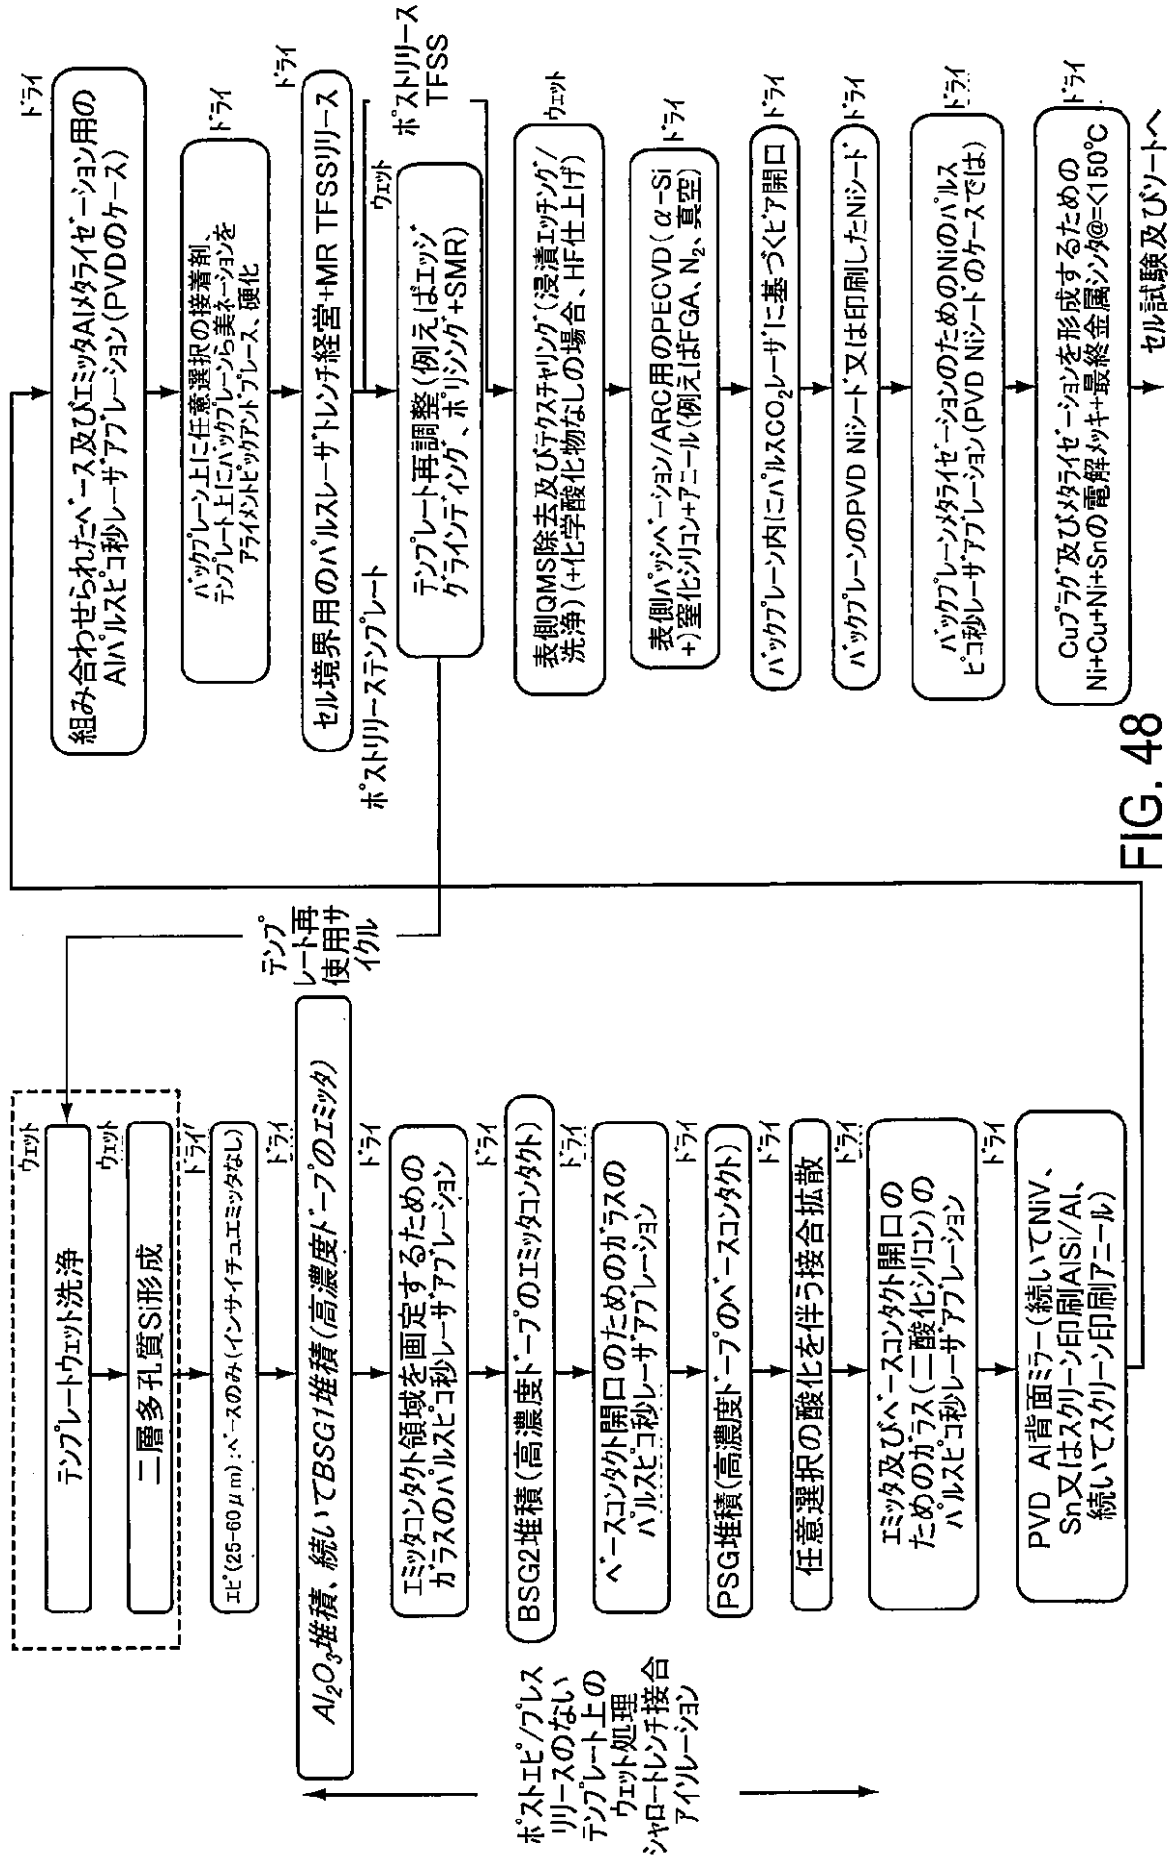 ウェット
テンプレートウェット洗浄
ウェット
二層多孔質Si形成
ドライ
エピ(25-60μm):ベースのみ(インサイチュエミッタなし)
ドライ
Al₂O₃堆積、続いてBSG1堆積(高濃度ドープのエミッタ)
ドライ
エミッタコンタクト領域を画定するための
ガラスのパルスピコ秒レーザアブレーション
ドライ
BSG2堆積(高濃度ドープのエミッタコンタクト)
ドライ
ベースコンタクト開口のためのガラスの
パルスピコ秒レーザアブレーション
ドライ
PSG堆積(高濃度ドープのベースコンタクト)
ドライ
任意選択の酸化を伴う接合拡散
ドライ
エミッタ及びベースコンタクト開口の
ためのガラス(二酸化シリコン)の
パルスピコ秒レーザアブレーション
ドライ
PVD Al背面ミラー(続いてNiV、
Sn又はスクリーン印刷AlSi/Al、
続いてスクリーン印刷アニール)
ポストエピ/プレス
リリースのない
テンプレート上の
ウェット処理
シャロートレンチ接合
アイソレーション
テンプ
レート再
使用サ
イクル
ドライ
組み合わせられたベース及びエミッタAlメタライゼーション用の
Alパルスピコ秒レーザアブレーション(PVDのケース)
ドライ
バックプレーン上に任意選択の接着剤、
テンプレート上にバックプレーンら美ネーションを
アライメントピックアンドプレース、硬化
ドライ
セル境界用のパルスレーザトレンチ経営+MR TFSSリリース
ポストリリーステンプレート
ウェット
テンプレート再調整(例えばエッジ
グラインディング、ポリシング+SMR)
ポストリリース
TFSS
ウェット
表側QMS除去及びテクスチャリング(浸漬エッチング/
洗浄)(+化学酸化物なしの場合、HF仕上げ)
ドライ
表側パッシベーション/ARC用のPECVD(α-Si
+)窒化シリコン+アニール(例えばFGA、N₂、真空)
ドライ
バックプレーン内にパルスCO₂レーザに基づくビア開口
ドライ
バックプレーンのPVD Niシード又は印刷したNiシード
ドライ
バックプレーンメタライゼーションのためのNiのパルス
ピコ秒レーザアブレーション(PVD Niシードのケースでは)
ドライ
Cuプラグ及びメタライゼーションを形成するための
Ni+Cu+Ni+Snの電解メッキ+最終金属シンタ@=<150℃
セル試験及びソートへ
FIG. 48